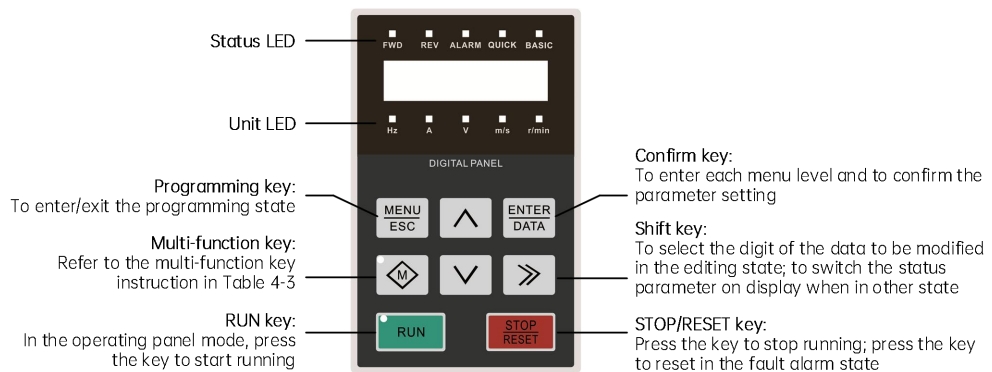 Status LED
FWD REV ALARM QUICK BASIC
Unit LED
Hz A V m/s r/min
DIGITAL PANEL
Programming key:
To enter/exit the programming state
Multi-function key:
Refer to the multi-function key
instruction in Table 4-3
RUN key:
In the operating panel mode, press
the key to start running
MENU
ESC
ENTER
DATA
M
RUN
STOP
RESET
Confirm key:
To enter each menu level and to confirm the
parameter setting
Shift key:
To select the digit of the data to be modified
in the editing state; to switch the status
parameter on display when in other state
STOP/RESET key:
Press the key to stop running; press the key
to reset in the fault alarm state